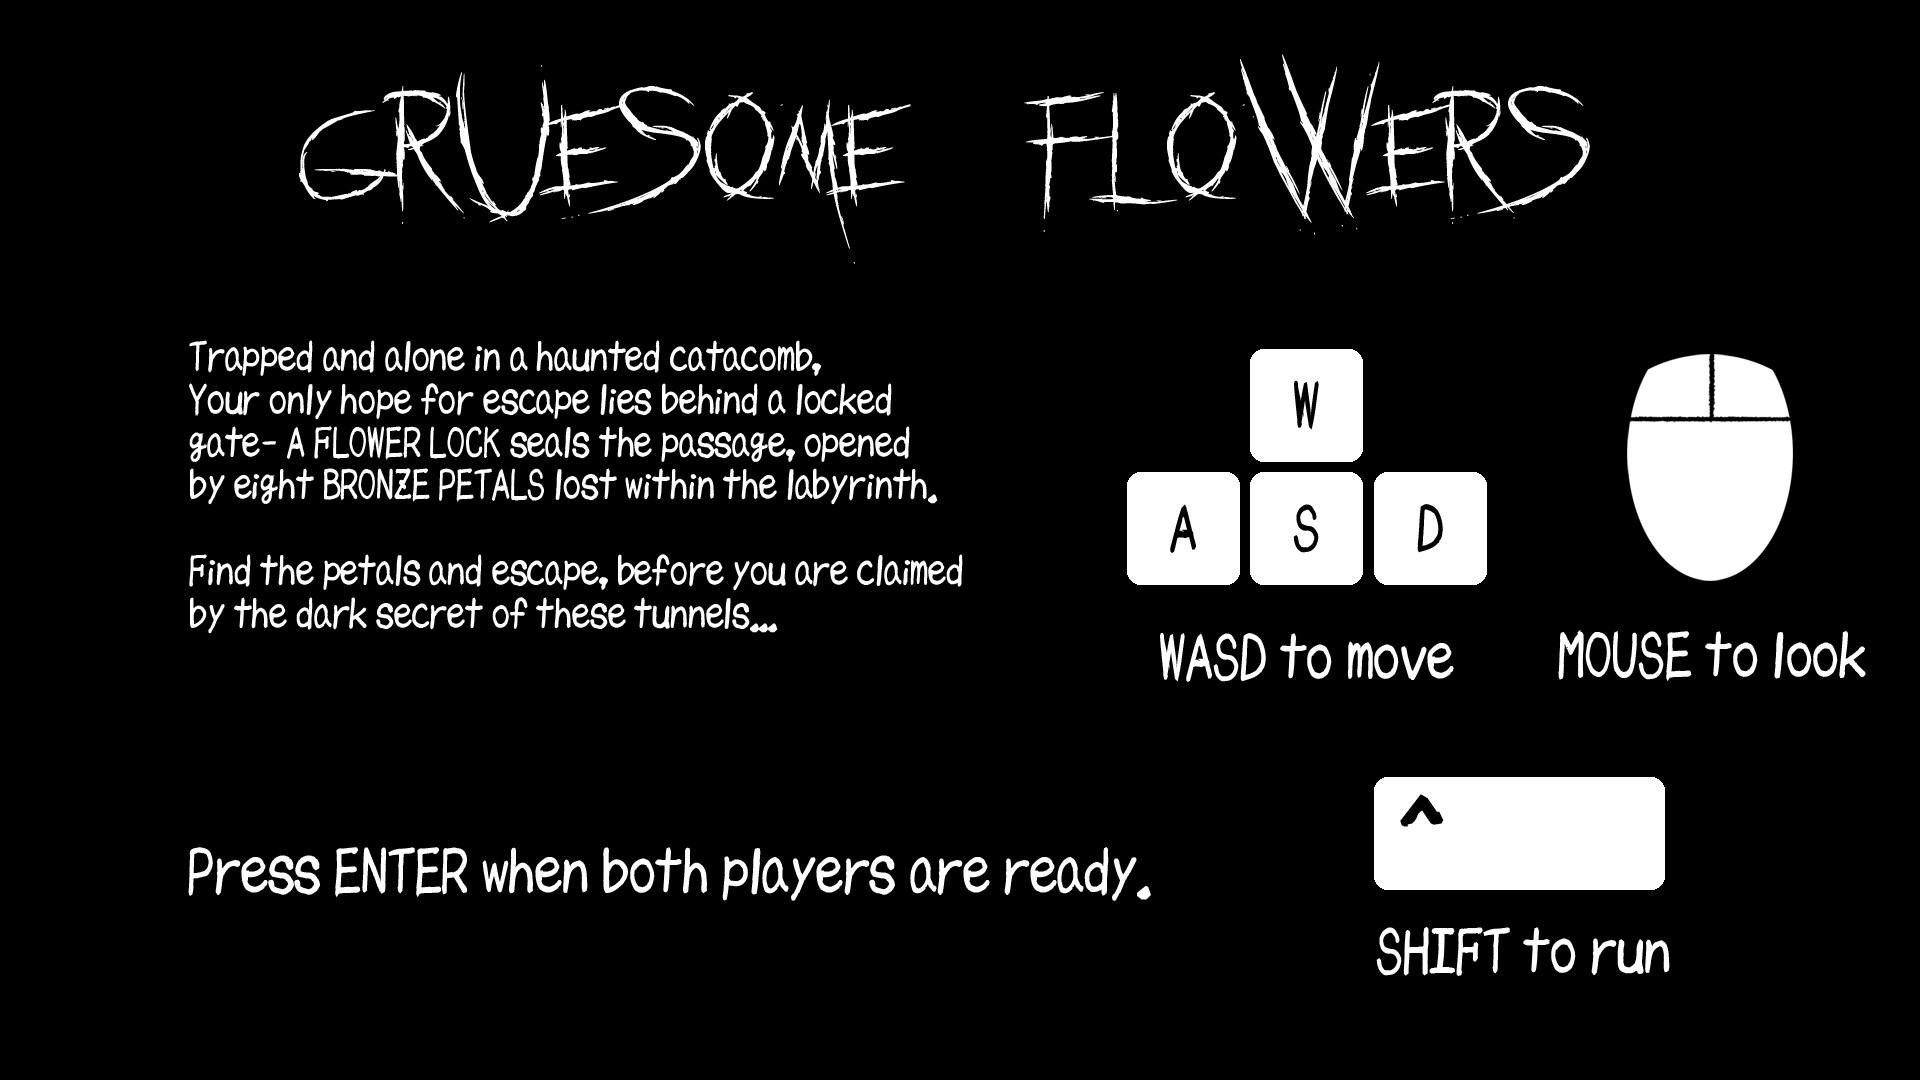 GRUESOME FLOWERS
Trapped and alone in a haunted catacomb,
Your only hope for escape lies behind a locked
gate- A FLOWER LOCK seals the passage, opened
by eight BRONZE PETALS lost within the labyrinth.
Find the petals and escape, before you are claimed
by the dark secret of these tunnels...
W
A S D
WASD to move
MOUSE to look
^
SHIFT to run
Press ENTER when both players are ready.